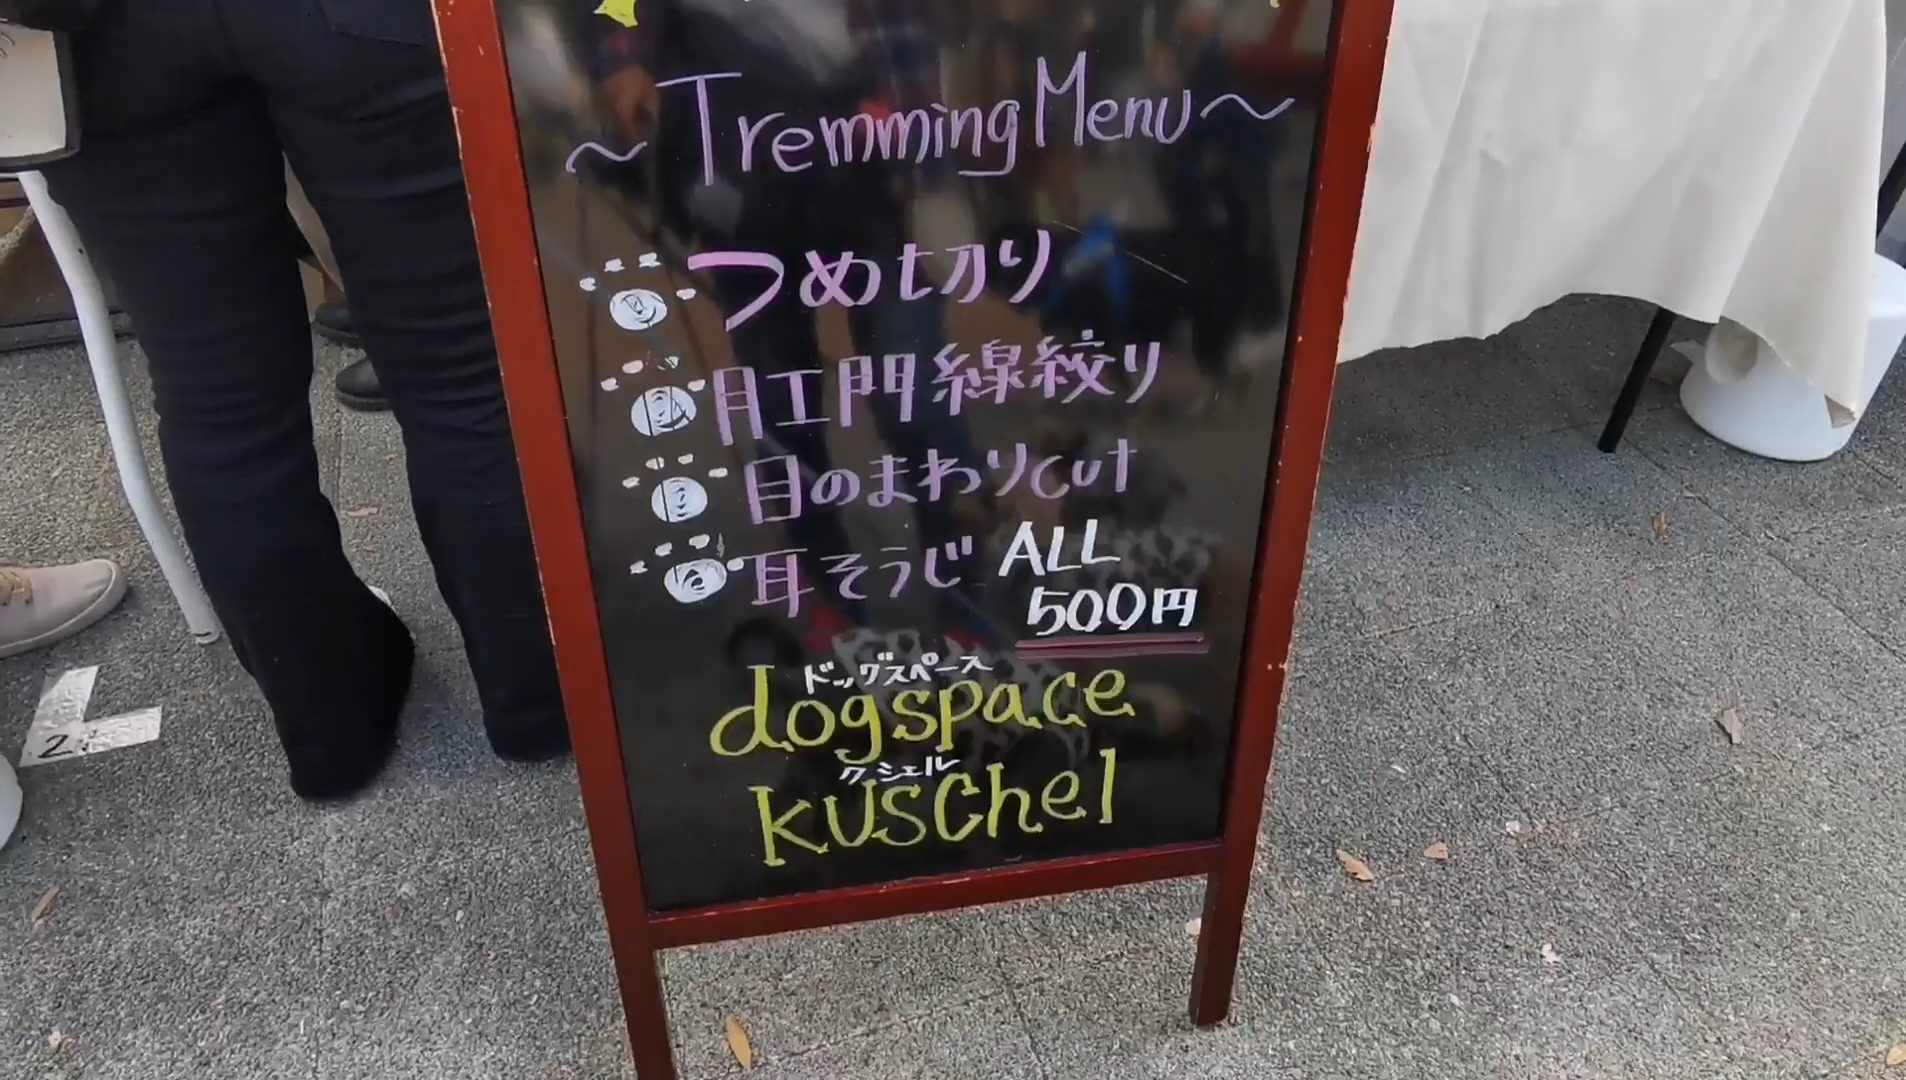 ～Tremming Menu～
つめ切り
肛門線絞り
目のまわりcut
耳そうじ ALL
500円
ドッグスペース
dogspace
クシェル
KUSChel
2